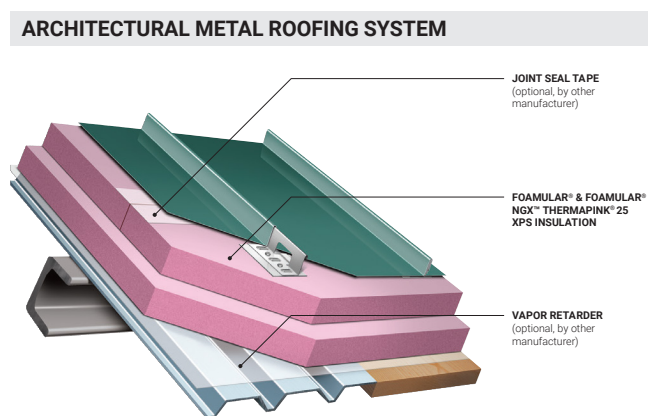 ARCHITECTURAL METAL ROOFING SYSTEM
JOINT SEAL TAPE
(optional, by other
manufacturer)
FOAMULAR® & FOAMULAR®
NGX™ THERMAPINK® 25
XPS INSULATION
VAPOR RETARDER
(optional, by other
manufacturer)